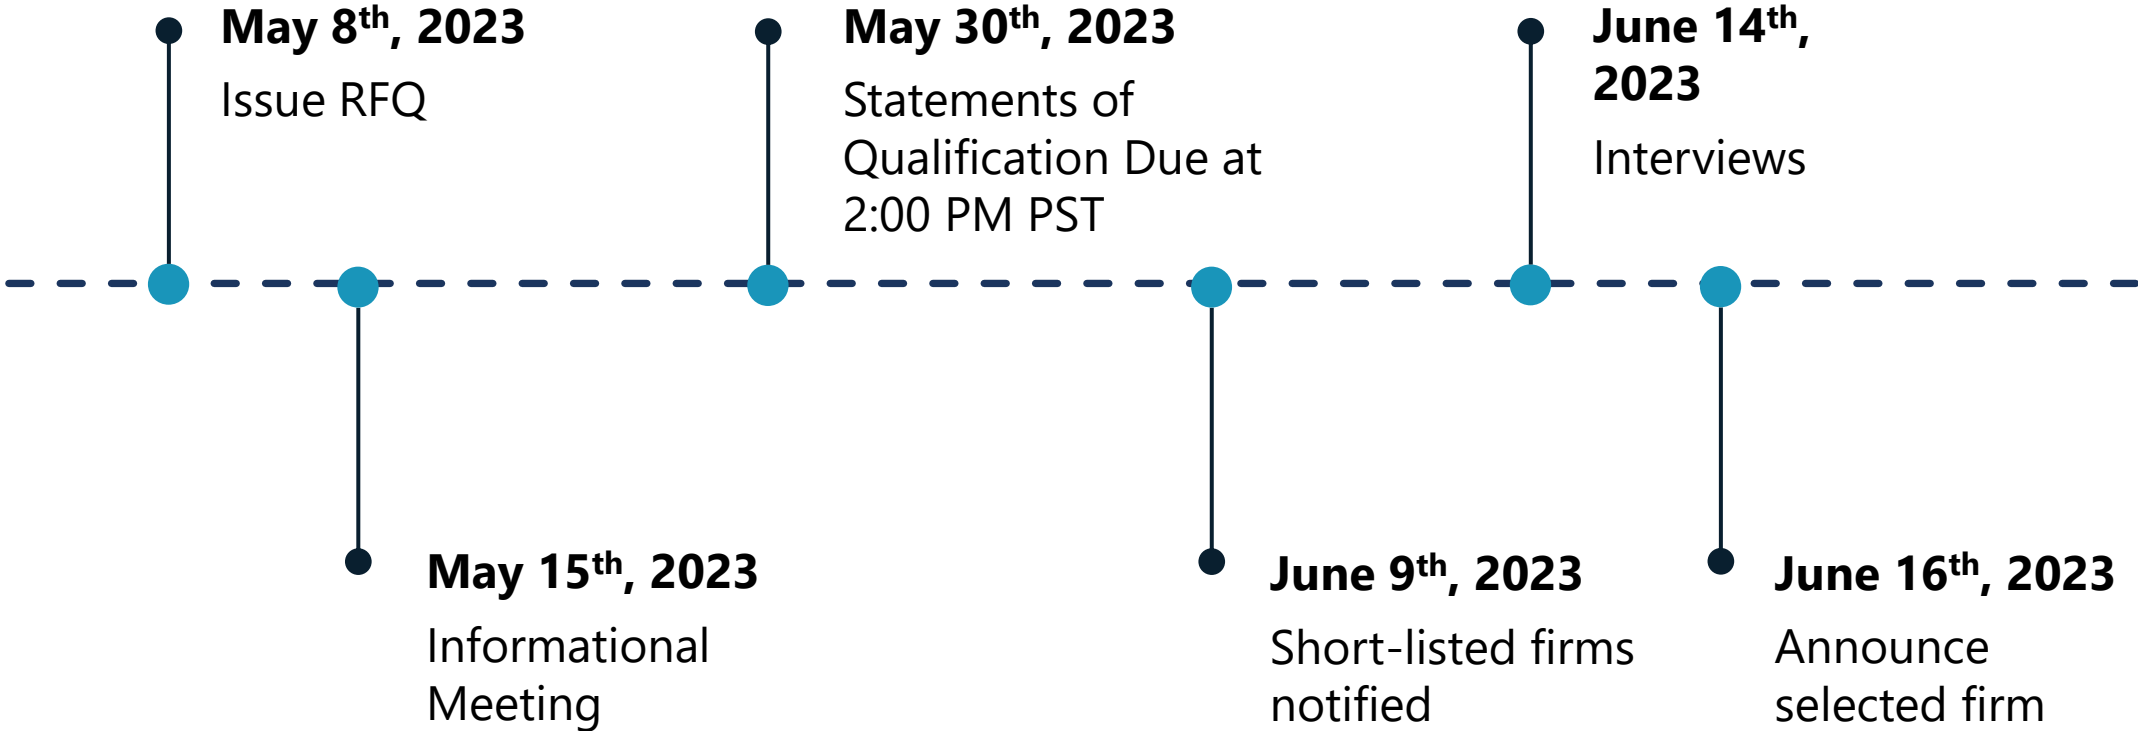 May 8th, 2023
Issue RFQ
May 30th, 2023
Statements of
Qualification Due at
2:00 PM PST
June 14th,
2023
Interviews
May 15th, 2023
Informational
Meeting
June 9th, 2023
Short-listed firms
notified
June 16th, 2023
Announce
selected firm